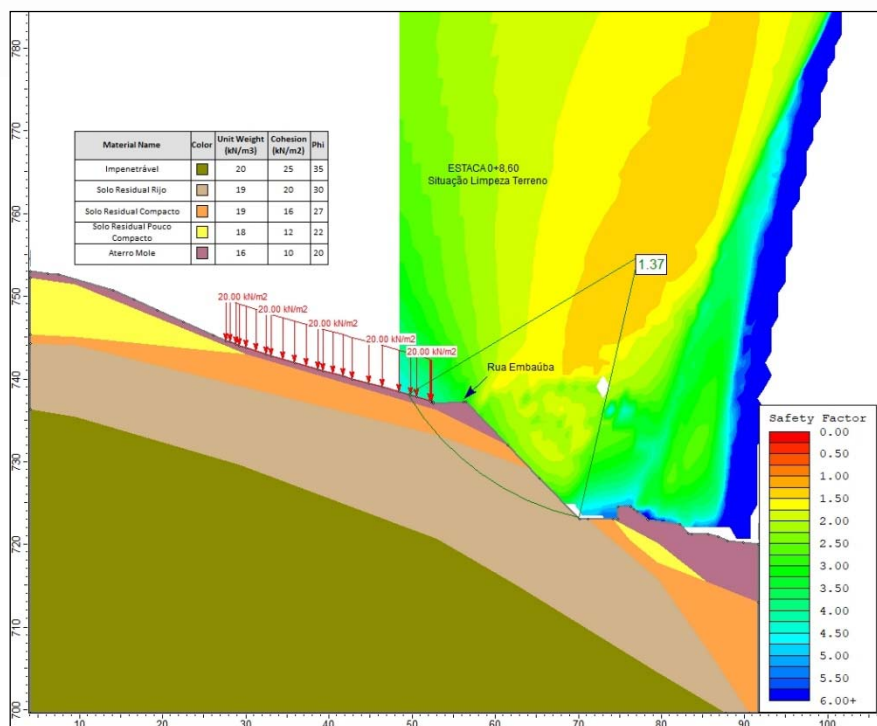 780
770
760
750
740
730
720
710
700
Material Name Color Unit Weight (kN/m3) Cohesion (kN/m2) Phi
Impenetrável 20 25 35
Solo Residual Rijo 19 20 30
Solo Residual Compacto 19 16 27
Solo Residual Pouco Compacto 18 12 22
Aterro Mole 16 10 20
ESTACA 0+8,60
Situação Limpeza Terreno
1.37
20.00 kN/m2
20.00 kN/m2
20.00 kN/m2
20.00 kN/m2
20.00 kN/m2
Rua Embaúba
Safety Factor
0.00
0.50
1.00
1.50
2.00
2.50
3.00
3.50
4.00
4.50
5.00
5.50
6.00+
10 20 30 40 50 60 70 80 90 100